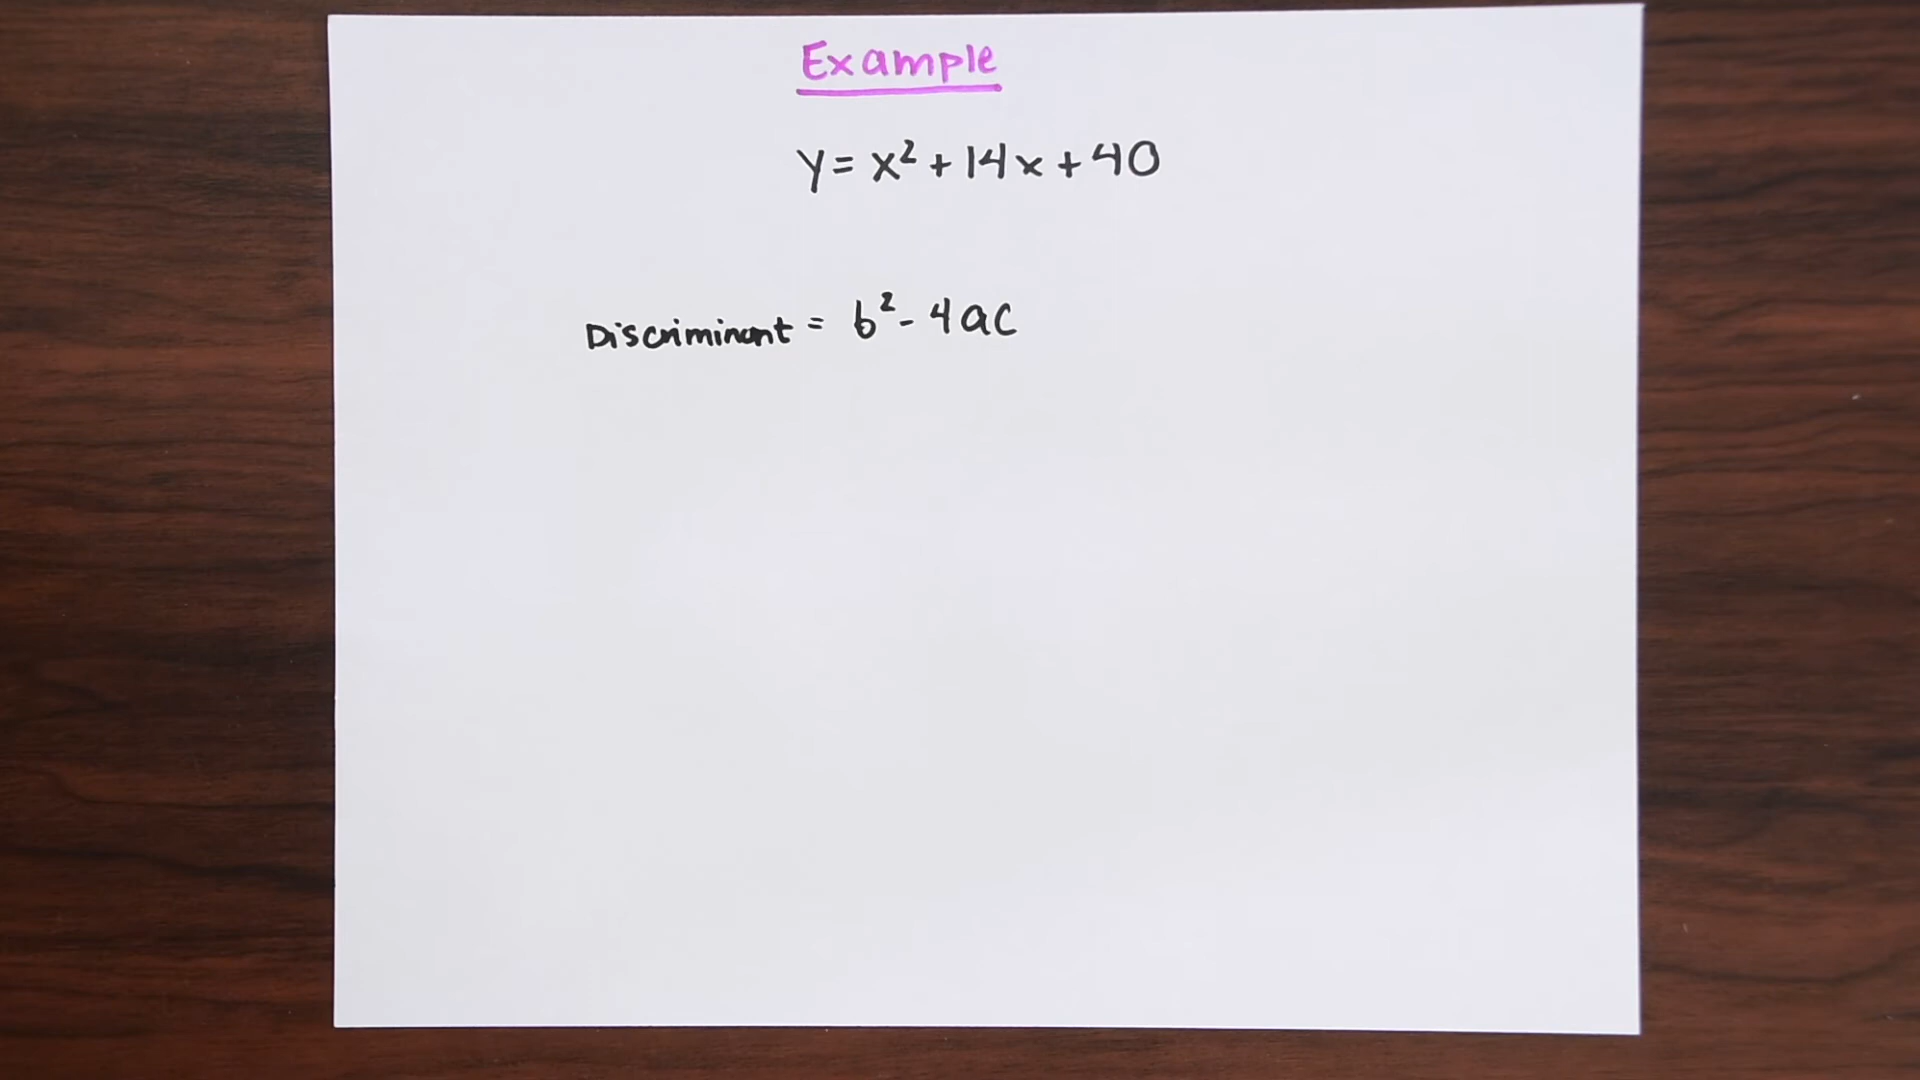 Example
y = x² + 14x + 40
Discriminant = b² - 4ac